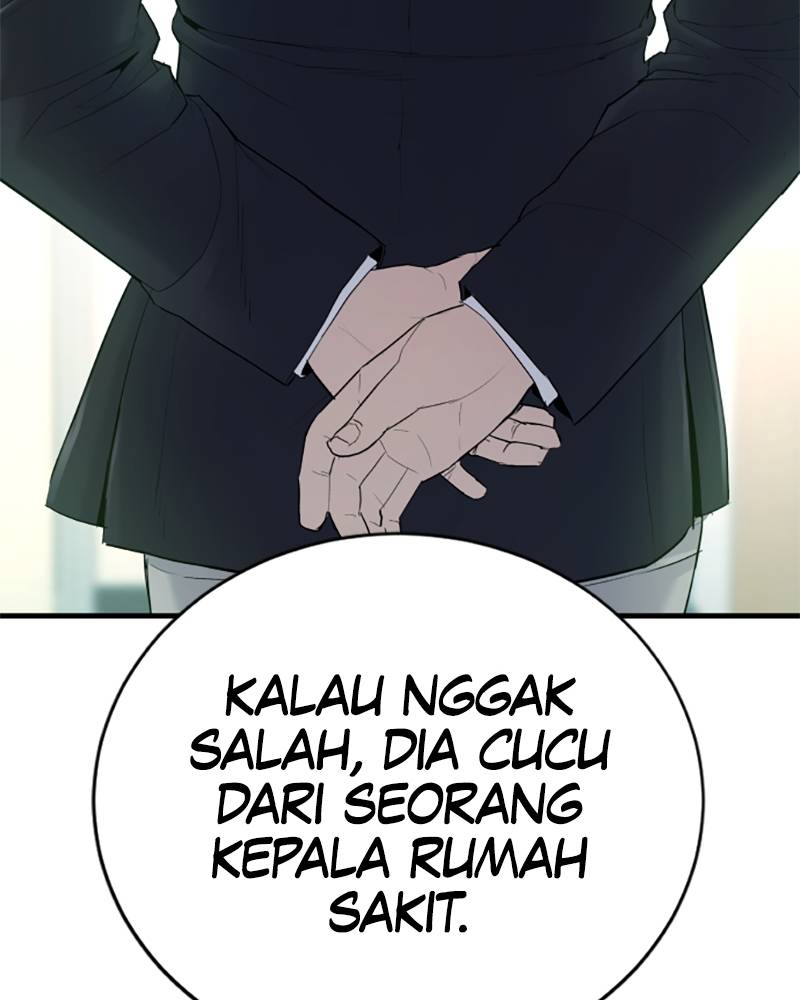 KALAU NGGAK
SALAH, DIA CUCU
DARI SEORANG
KEPALA RUMAH
SAKIT.